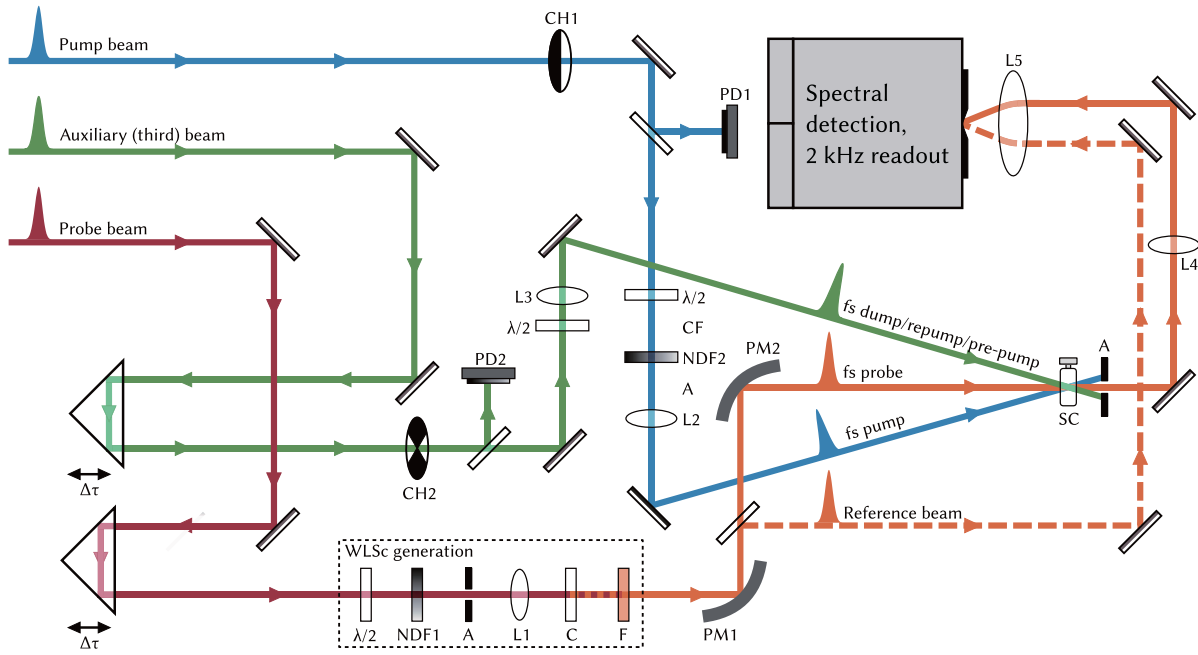 CH1
Pump beam
L5
PD1
Spectral
detection,
2 kHz readout
Auxiliary (third) beam
Probe beam
L4
L3
λ/2
λ/2
CF
fs dump/repump/pre-pump
PM2
A
PD2
NDF2
fs probe
A
L2
SC
fs pump
Δτ
CH2
Reference beam
WLSc generation
Δτ
λ/2
NDF1
A
L1
C
F
PM1